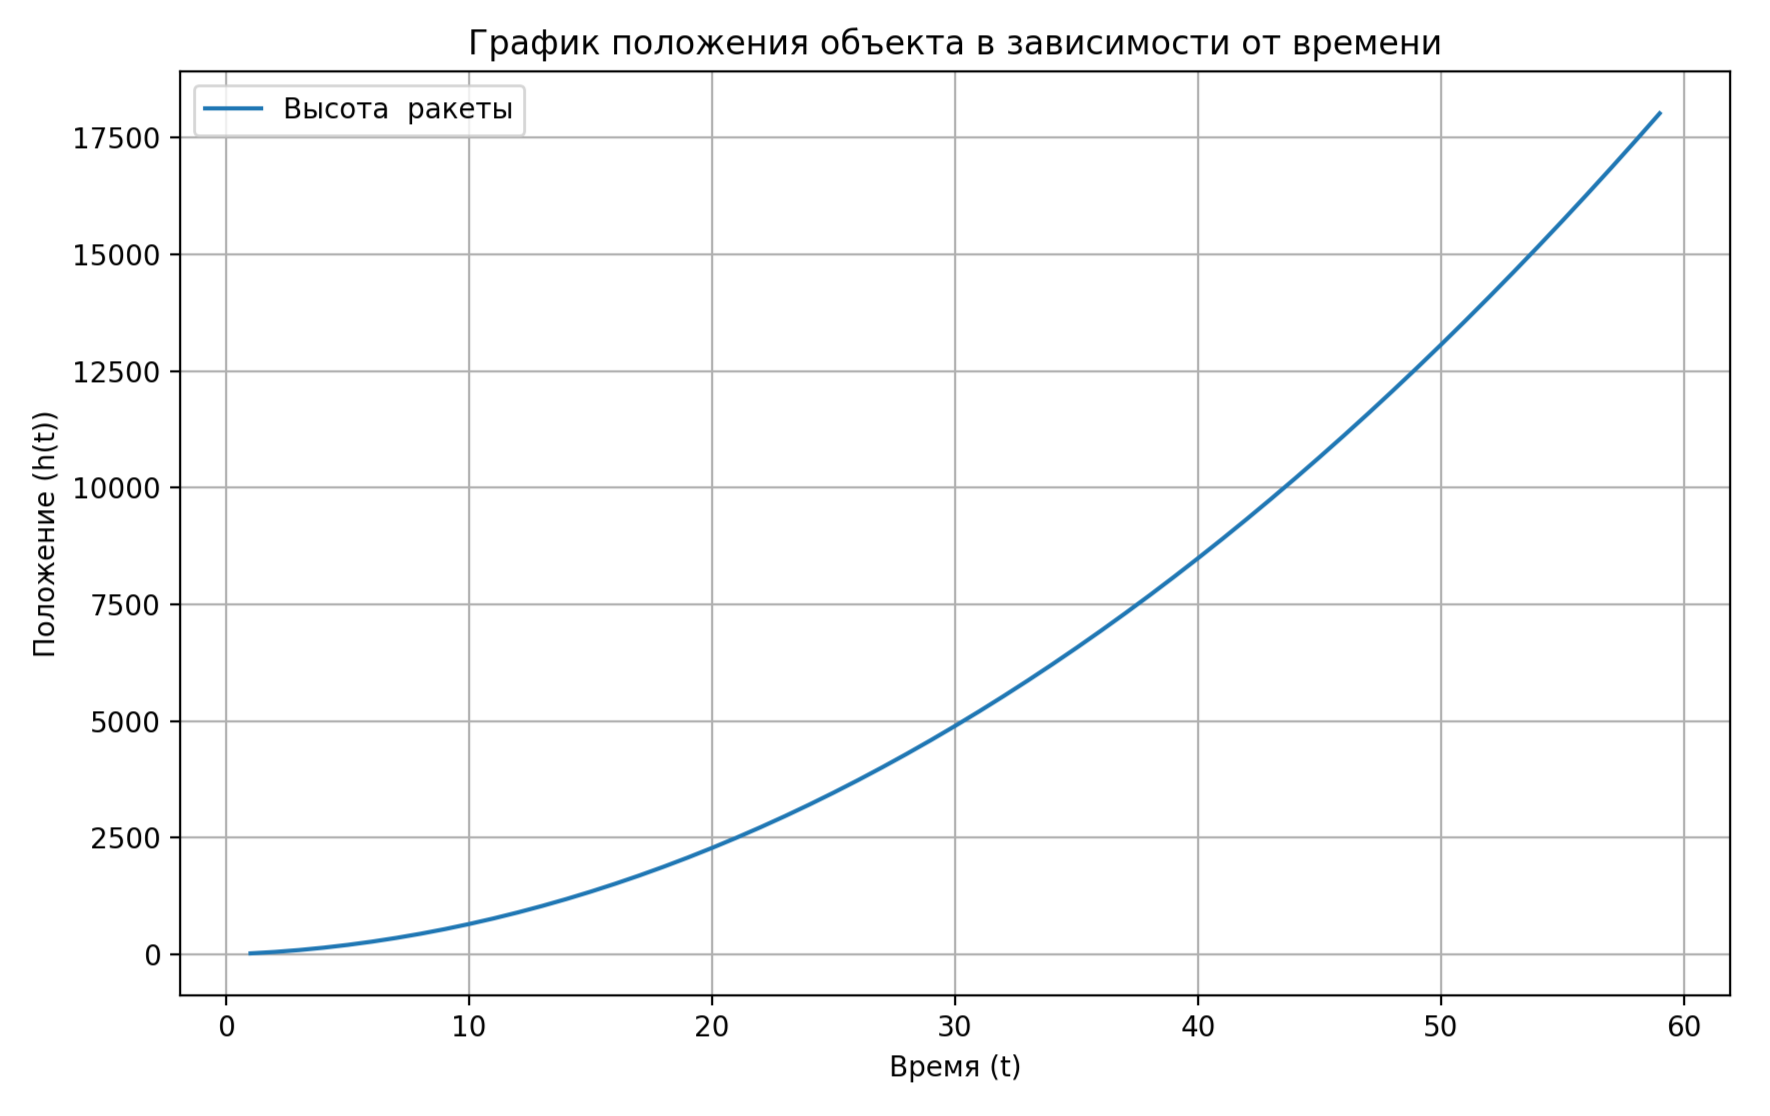 График положения объекта в зависимости от времени
Высота  ракеты
17500
15000
12500
10000
7500
5000
2500
0
Положение (h(t))
0 10 20 30 40 50 60
Время (t)